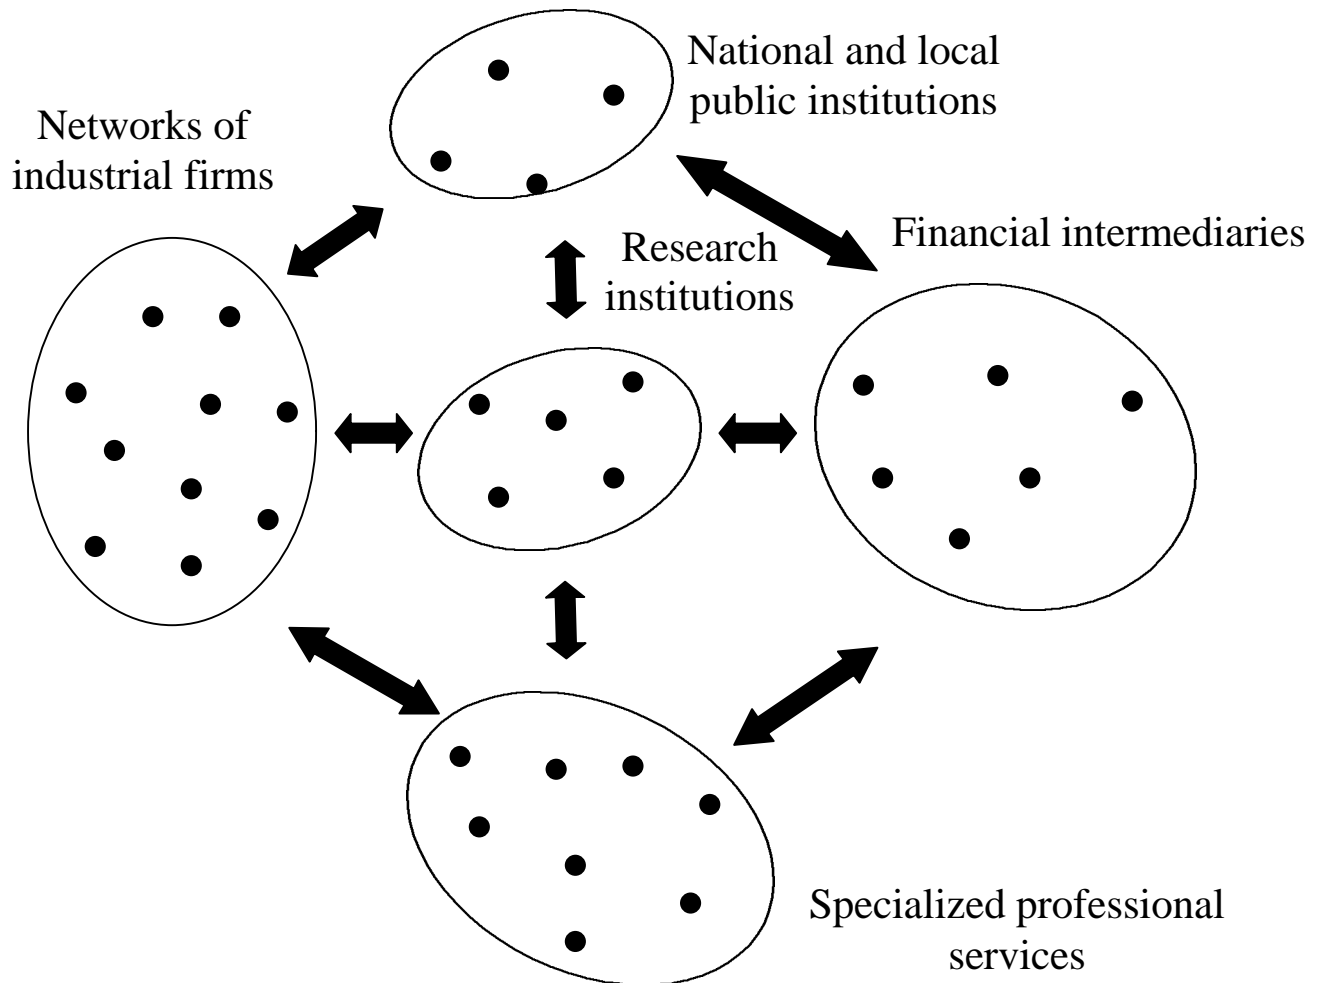 National and local
public institutions
Networks of
industrial firms
Financial intermediaries
Research
institutions
Specialized professional
services